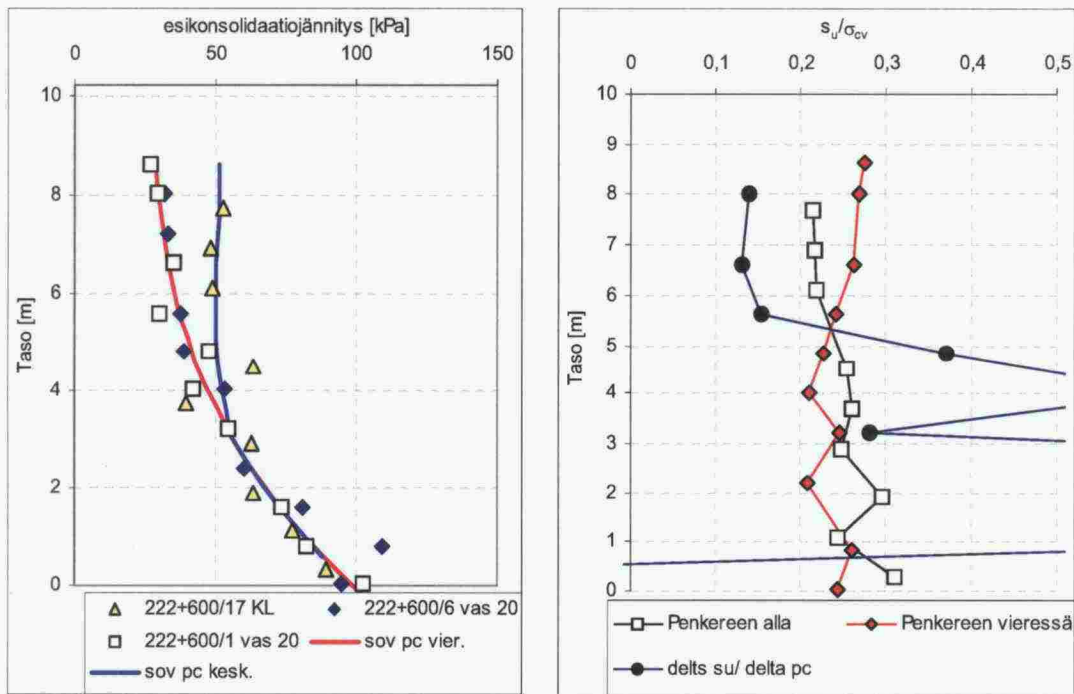 esikonsolidaatiojännitys [kPa]
0 50 100 150
10
8
6
4
2
0
Taso [m]
222+600/17 KL
222+600/6 vas 20
222+600/1 vas 20
sov pc vier.
sov pc kesk.
su/σcv
0 0,1 0,2 0,3 0,4 0,5
10
9
8
7
6
5
4
3
2
1
0
Taso [m]
Penkereen alla
Penkereen vieressä
delts su/ delta pc